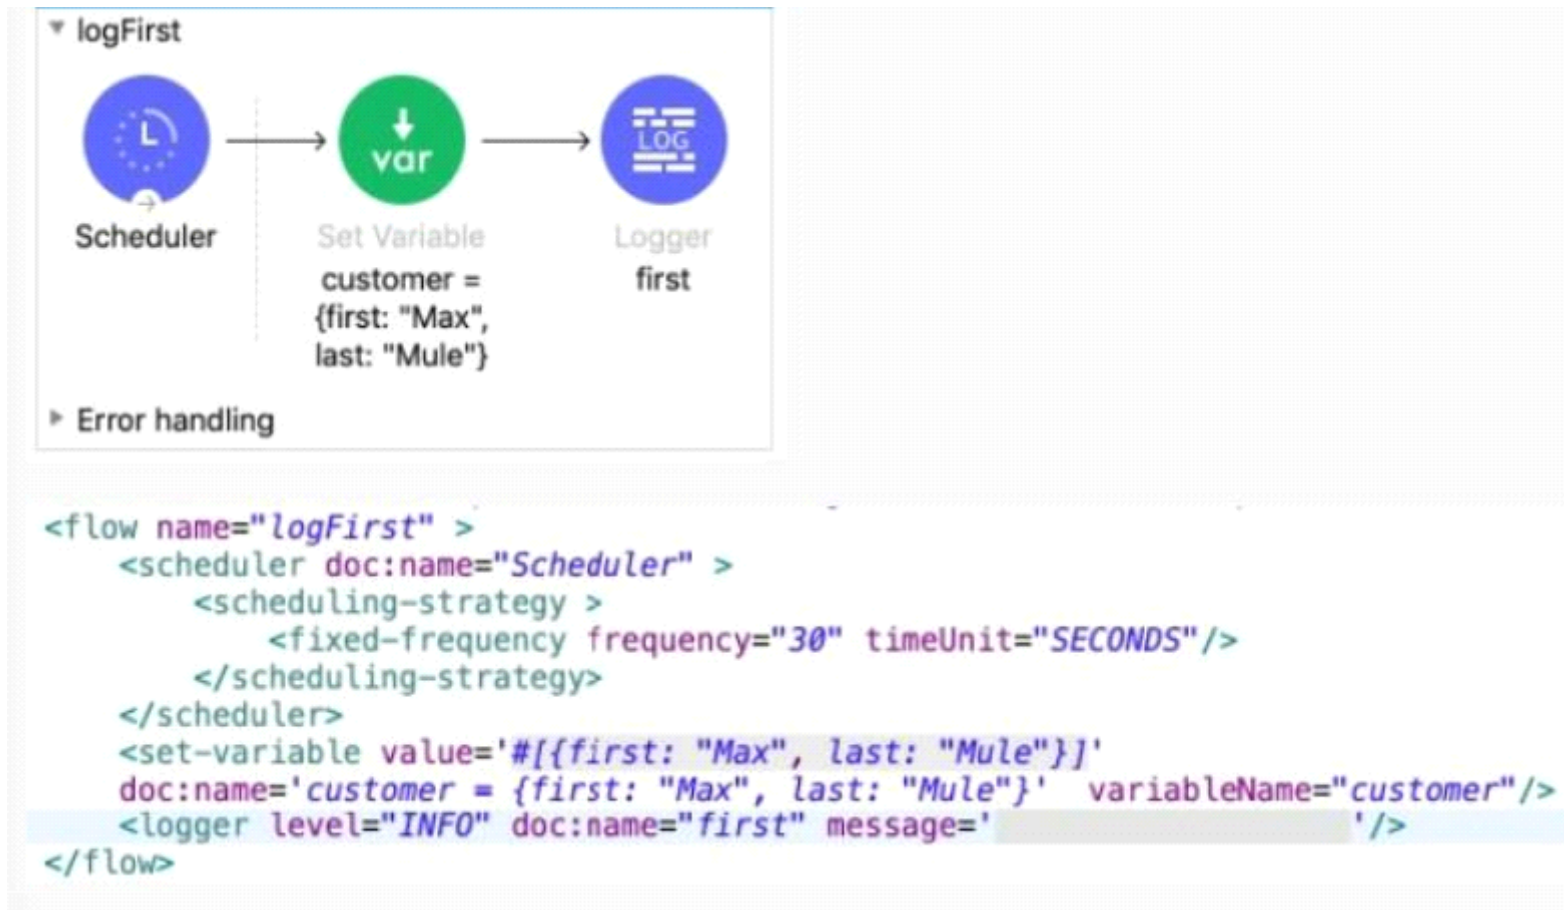 logFirst
LOG
var
Scheduler
Set Variable
Logger
customer =
first
{first: "Max",
last: "Mule"}
Error handling
<flow name="logFirst" >
<scheduler doc:name="Scheduler" >
<scheduling-strategy >
<fixed-frequency frequency="30" timeUnit="SECONDS"/>
</scheduling-strategy>
</scheduler>
<set-variable value='#[{first: "Max", last: "Mule"}]'
doc:name='customer = {first: "Max", last: "Mule"}' variableName="customer"/>
<logger level="INFO" doc:name="first" message=' '/>
</flow>